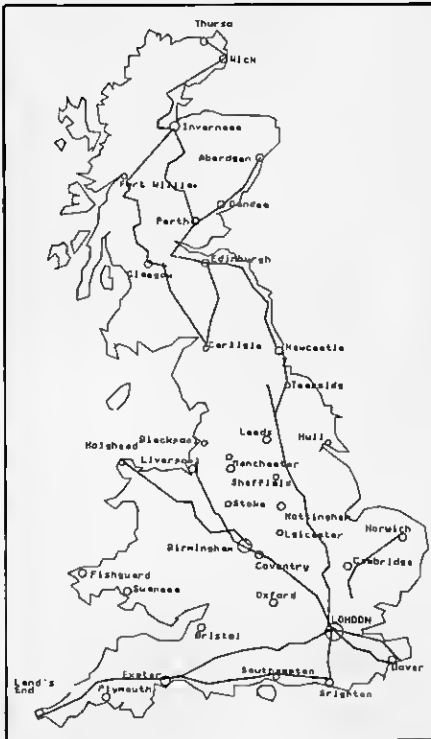 Thurso
Wick
Inverness
Aberdeen
Fort Willia
Dundee
Perth
Edinburgh
Glasgow
Carlisle
Newcastle
Teesside
Leeds
Blackpool
Hull
Holyhead
Liverpool
Manchester
Sheffield
Stoke
Nottingham
Norwich
Leicester
Birmingham
Coventry
Cambridge
Fishguard
Swansea
Oxford
LONDON
Bristol
Exeter
Southampton
Dover
Land's
End
Plymouth
Brighton